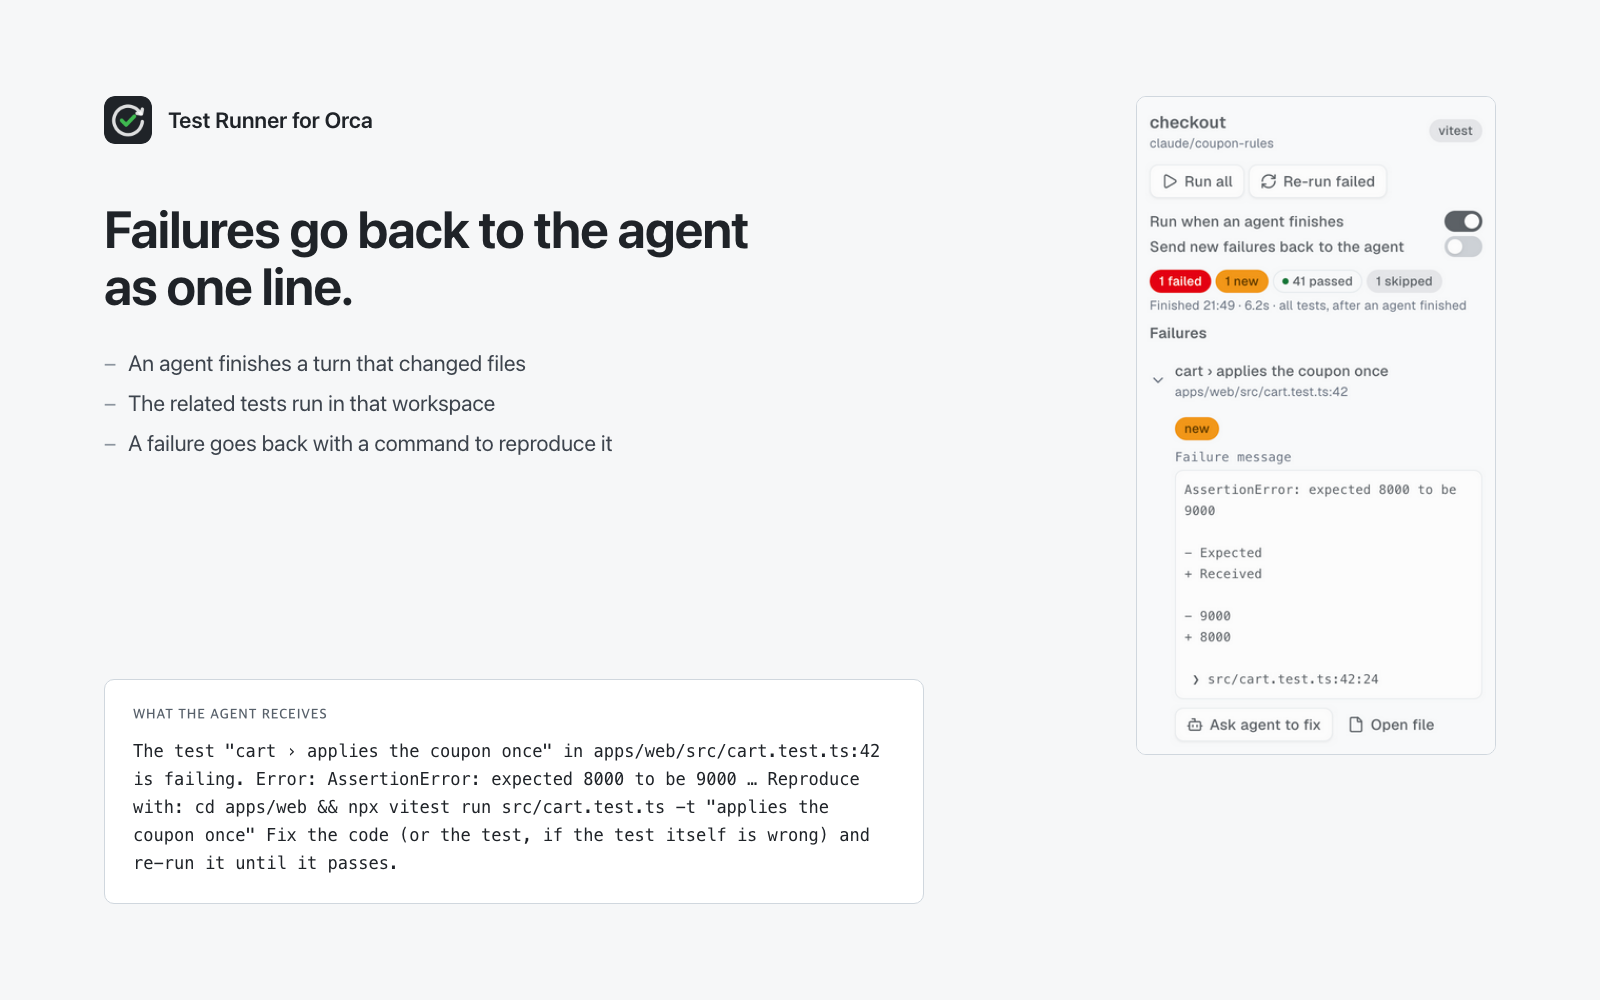 Test Runner for Orca
Failures go back to the agent
as one line.
– An agent finishes a turn that changed files
– The related tests run in that workspace
– A failure goes back with a command to reproduce it
WHAT THE AGENT RECEIVES
The test "cart › applies the coupon once" in apps/web/src/cart.test.ts:42
is failing. Error: AssertionError: expected 8000 to be 9000 … Reproduce
with: cd apps/web && npx vitest run src/cart.test.ts -t "applies the
coupon once" Fix the code (or the test, if the test itself is wrong) and
re-run it until it passes.
checkout
vitest
claude/coupon-rules
Run all
Re-run failed
Run when an agent finishes
Send new failures back to the agent
1 failed
1 new
41 passed
1 skipped
Finished 21:49 · 6.2s · all tests, after an agent finished
Failures
cart › applies the coupon once
apps/web/src/cart.test.ts:42
new
Failure message
AssertionError: expected 8000 to be
9000
- Expected
+ Received
- 9000
+ 8000
❯ src/cart.test.ts:42:24
Ask agent to fix
Open file